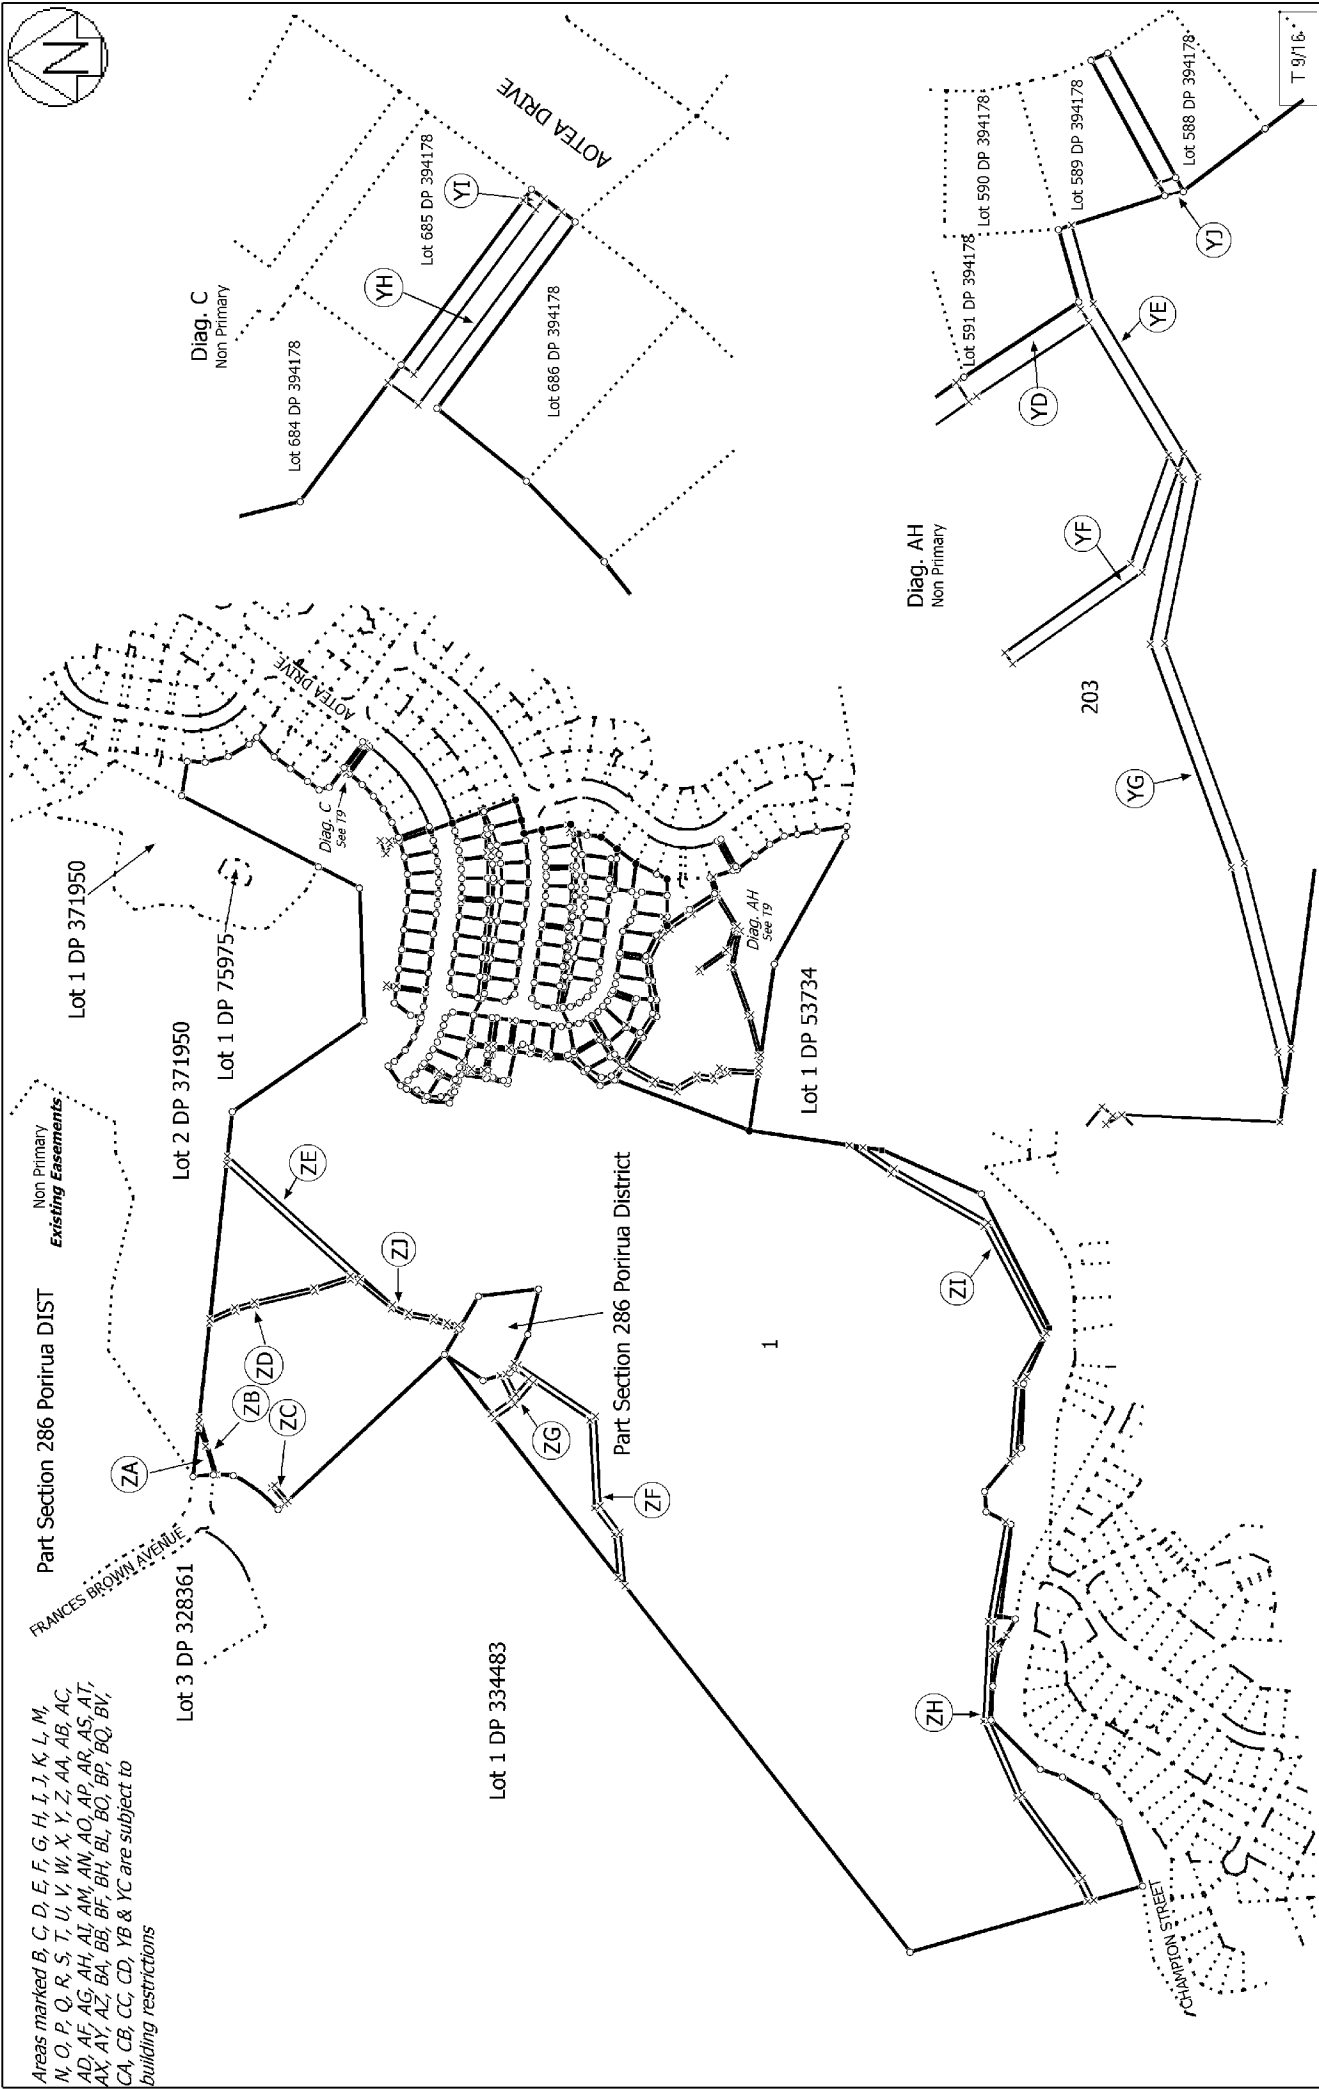 Areas marked B, C, D, E, F, G, H, I, J, K, L, M,
N, O, P, Q, R, S, T, U, V, W, X, Y, Z, AA, AB, AC,
AD, AF, AG, AH, AI, AM, AN, AO, AP, AR, AS, AT,
AX, AY, AZ, BA, BB, BF, BH, BL, BO, BP, BQ, BV,
CA, CB, CC, CD, YB & YC are subject to
building restrictions
Part Section 286 Porirua DIST
Non Primary
Existing Easements
FRANCES BROWN AVENUE
Lot 3 DP 328361
Lot 1 DP 334483
ZA
ZB
ZC
ZD
ZE
ZJ
ZG
ZF
Lot 2 DP 371950
Lot 1 DP 75975
Lot 1 DP 371950
Part Section 286 Porirua District
1
ZH
ZI
CHAMPION STREET
Lot 1 DP 53734
AOTEA DRIVE
Diag. C
See T9
Diag. AH
See T9
Diag. C
Non Primary
Lot 684 DP 394178
Lot 685 DP 394178
Lot 686 DP 394178
YH
YI
AOTEA DRIVE
Diag. AH
Non Primary
203
YG
YF
YD
YE
YJ
Lot 591 DP 394178
Lot 590 DP 394178
Lot 589 DP 394178
Lot 588 DP 394178
T 9/16
N